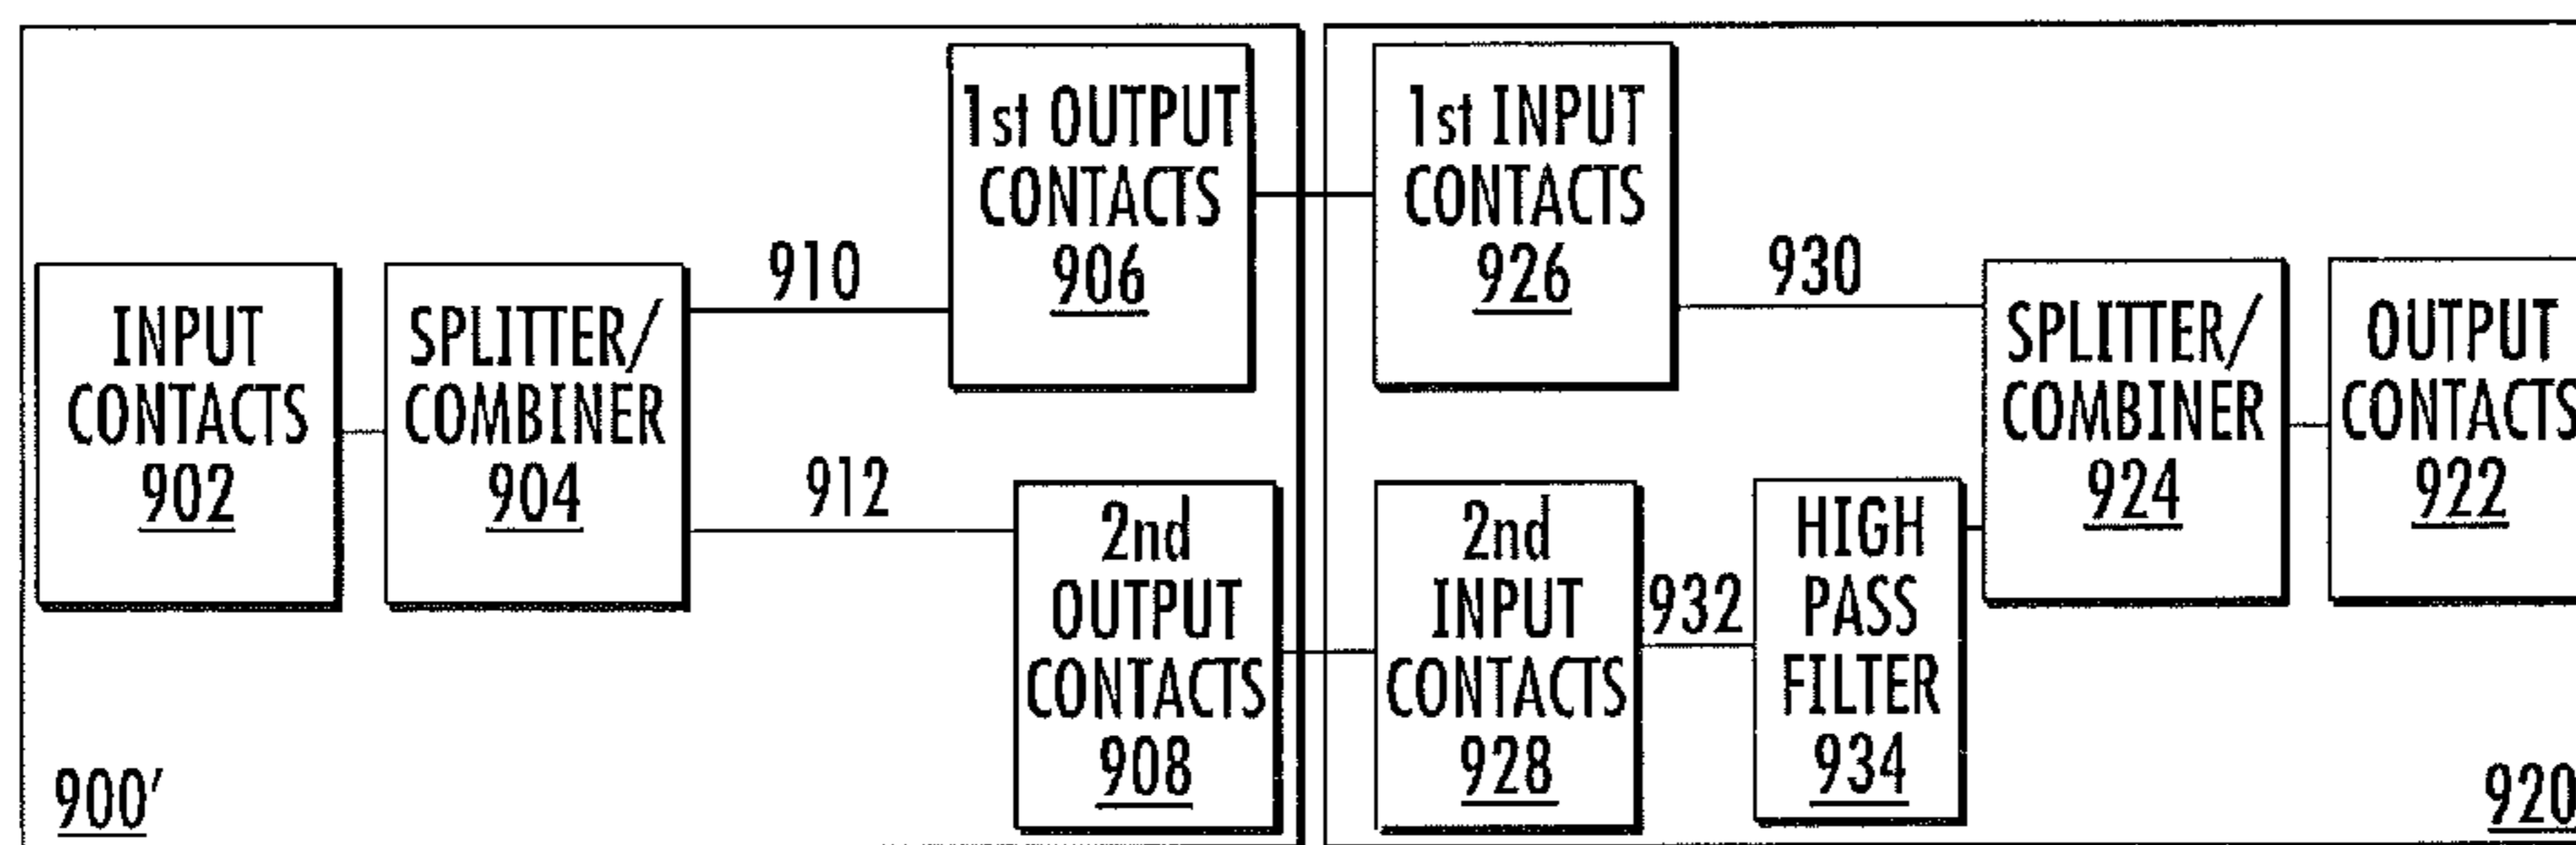 INPUT
CONTACTS
902
SPLITTER/
COMBINER
904
910
912
1st OUTPUT
CONTACTS
906
2nd
OUTPUT
CONTACTS
908
900'
1st INPUT
CONTACTS
926
2nd
INPUT
CONTACTS
928
930
932
HIGH
PASS
FILTER
934
SPLITTER/
COMBINER
924
OUTPUT
CONTACTS
922
920